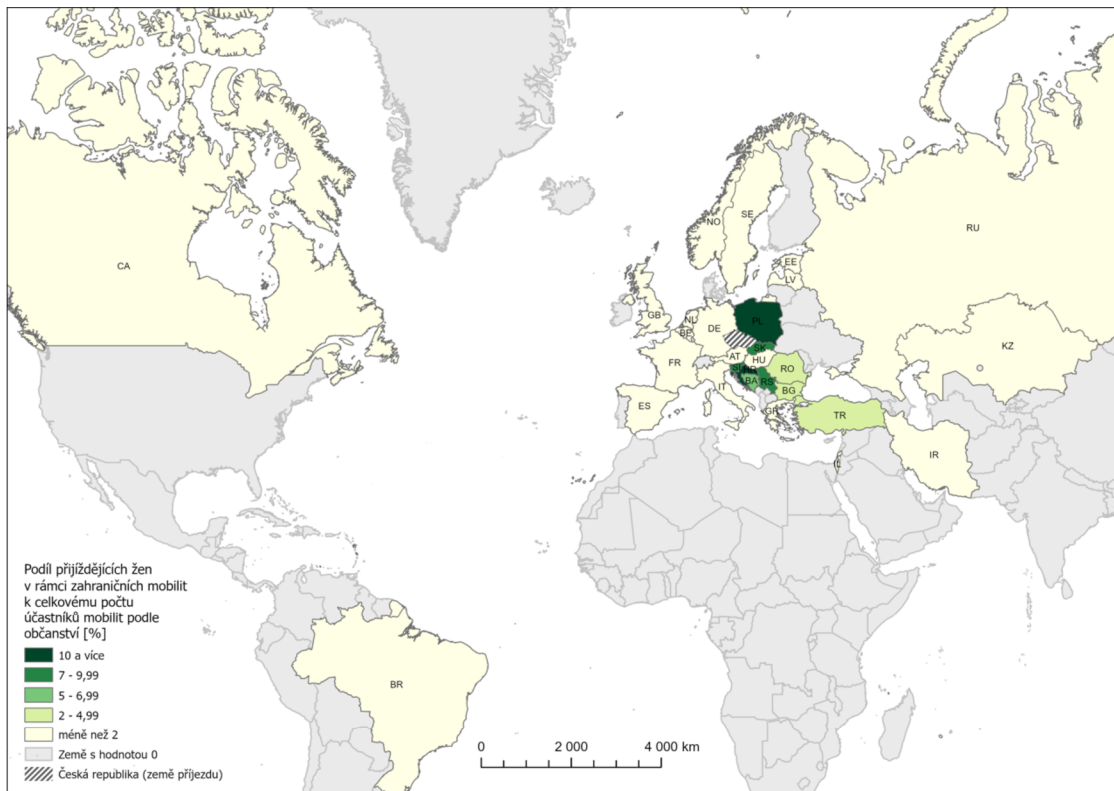 CA
NO
SE
RU
EE
LV
GB
NL
BE
DE
PL
KZ
SK
FR
AT
HU
SI
HR
BA
RS
RO
BG
IT
ES
GR
TR
IR
IL
BR
Podíl přijíždějících žen
v rámci zahraničních mobilit
k celkovému počtu
účastníků mobilit podle
občanství [%]
10 a více
7 - 9,99
5 - 6,99
2 - 4,99
méně než 2
Země s hodnotou 0
Česká republika (země příjezdu)
0 2 000 4 000 km